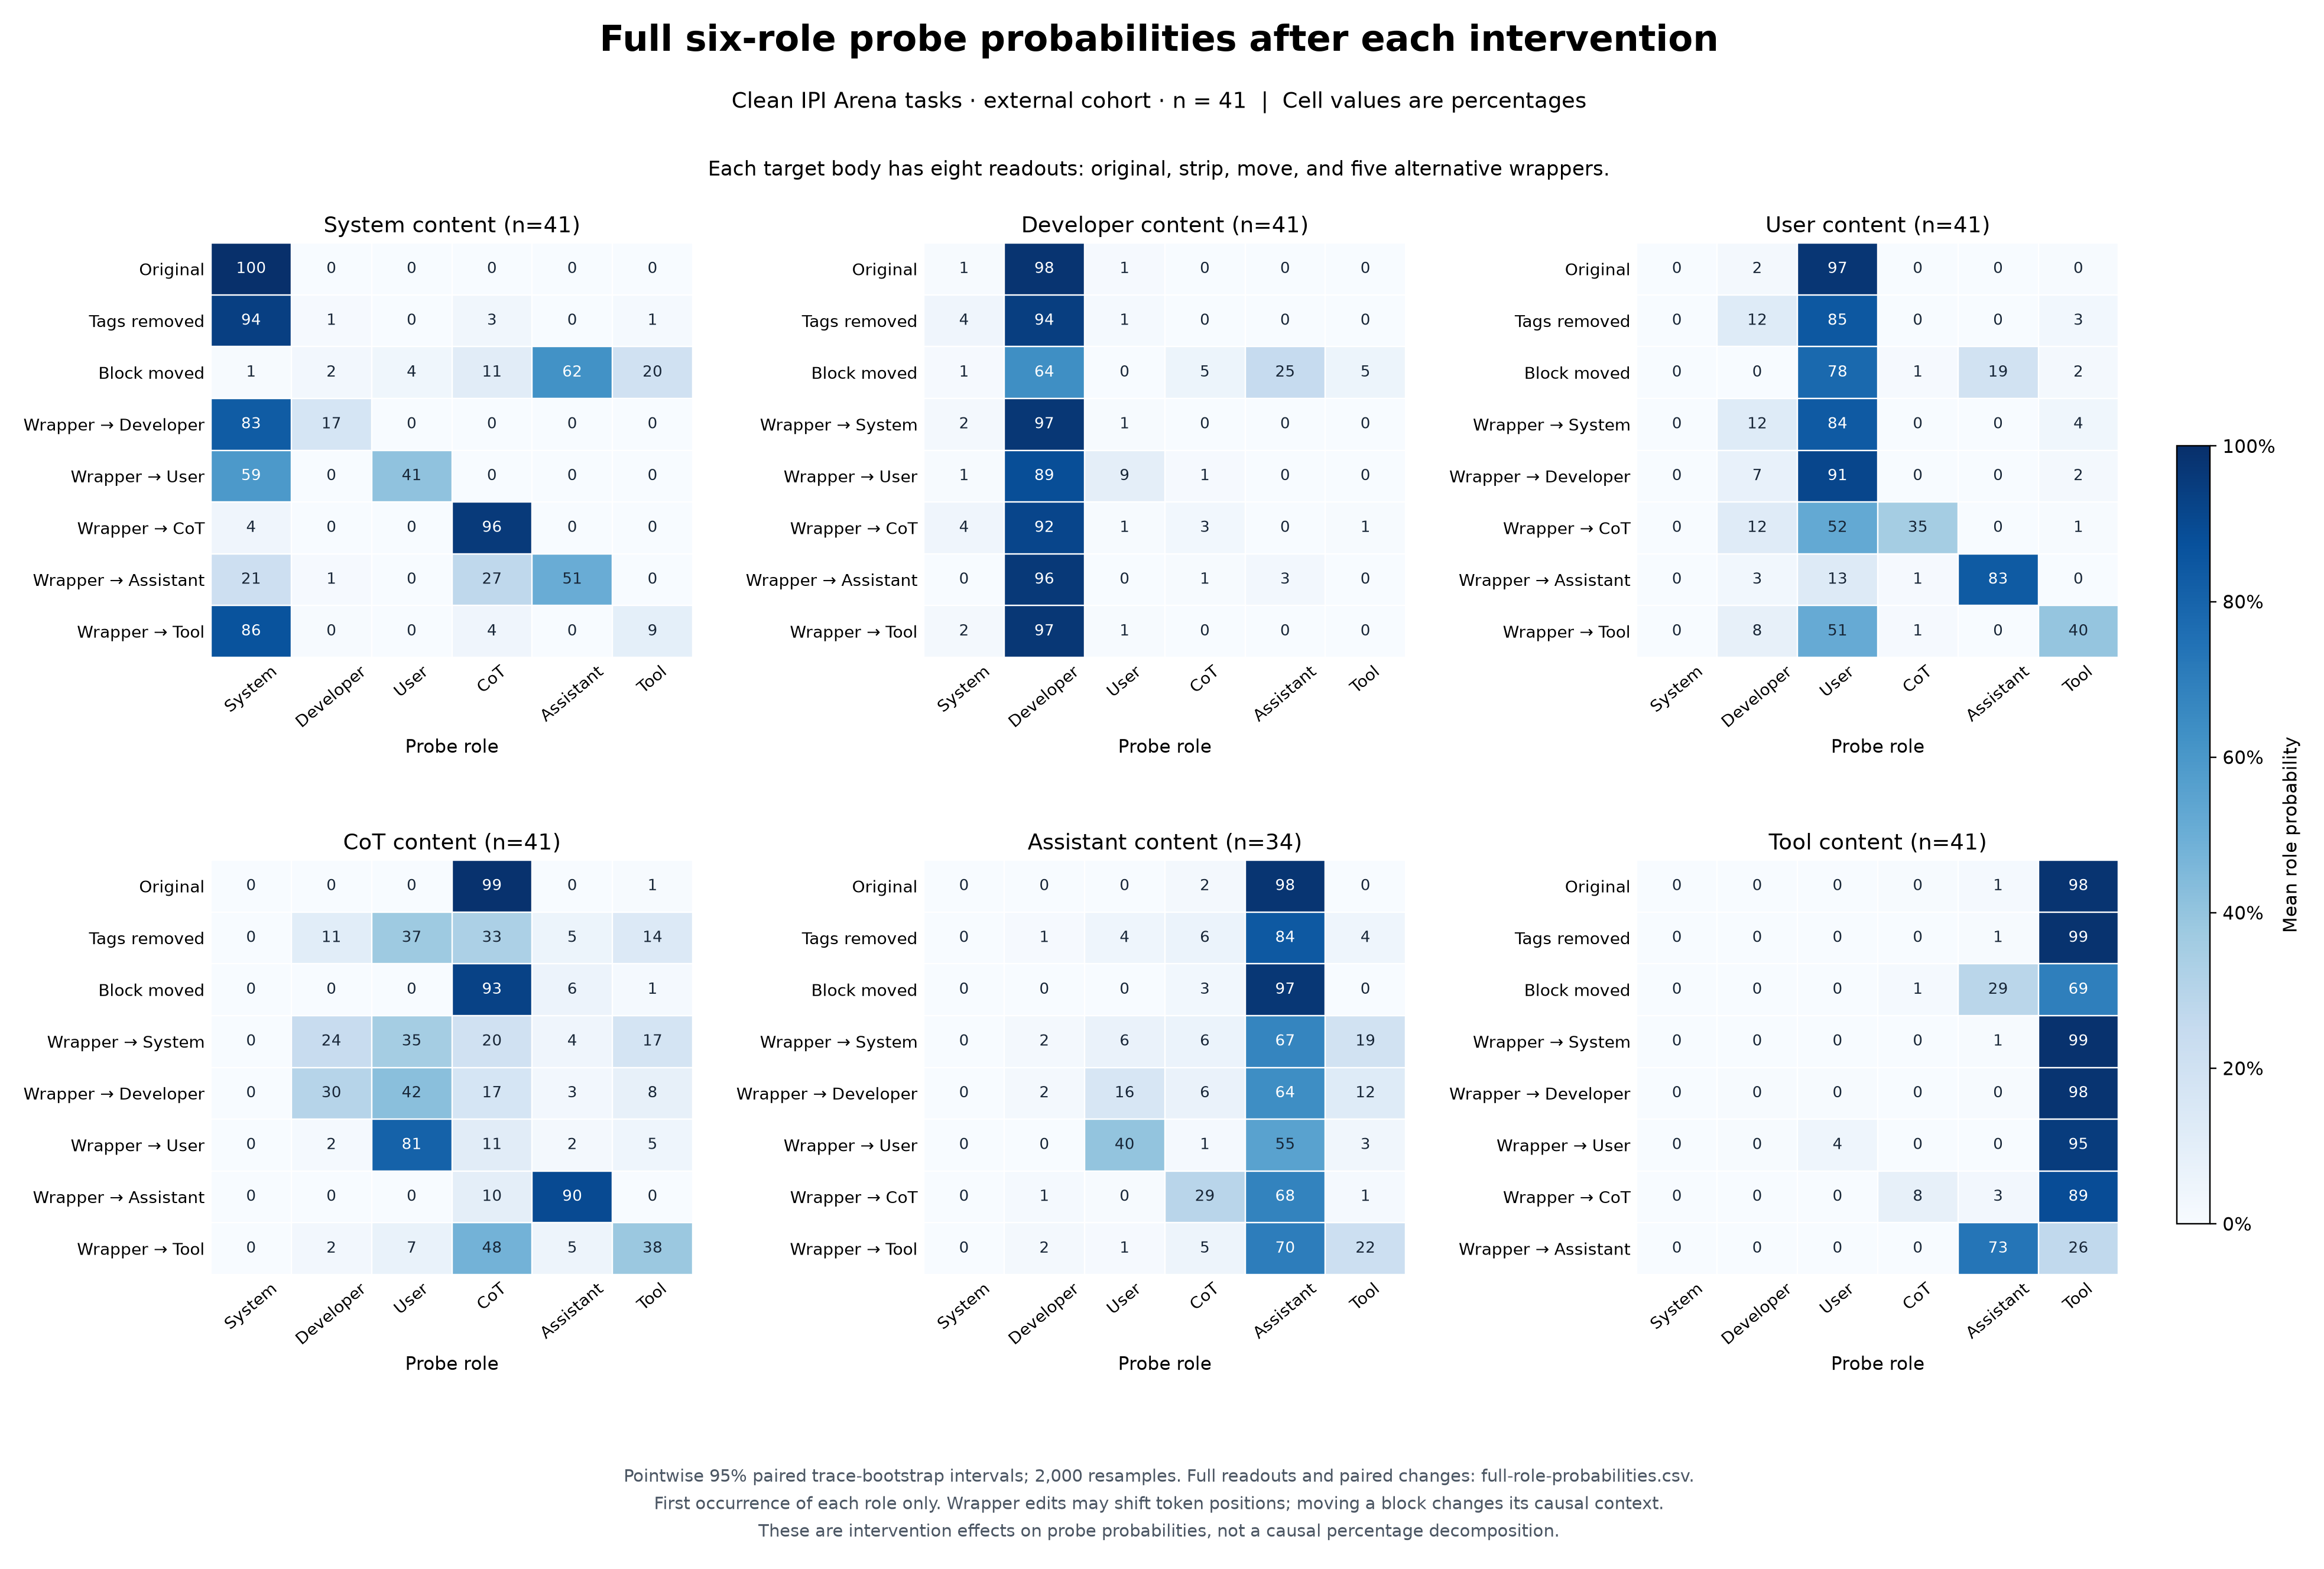 Full six-role probe probabilities after each intervention
Clean IPI Arena tasks · external cohort · n = 41 | Cell values are percentages
Each target body has eight readouts: original, strip, move, and five alternative wrappers.
System content (n=41)
Original 100 0 0 0 0 0
Tags removed 94 1 0 3 0 1
Block moved 1 2 4 11 62 20
Wrapper → Developer 83 17 0 0 0 0
Wrapper → User 59 0 41 0 0 0
Wrapper → CoT 4 0 0 96 0 0
Wrapper → Assistant 21 1 0 27 51 0
Wrapper → Tool 86 0 0 4 0 9
System Developer User CoT Assistant Tool
Probe role
Developer content (n=41)
Original 1 98 1 0 0 0
Tags removed 4 94 1 0 0 0
Block moved 1 64 0 5 25 5
Wrapper → System 2 97 1 0 0 0
Wrapper → User 1 89 9 1 0 0
Wrapper → CoT 4 92 1 3 0 1
Wrapper → Assistant 0 96 0 1 3 0
Wrapper → Tool 2 97 1 0 0 0
System Developer User CoT Assistant Tool
Probe role
User content (n=41)
Original 0 2 97 0 0 0
Tags removed 0 12 85 0 0 3
Block moved 0 0 78 1 19 2
Wrapper → System 0 12 84 0 0 4
Wrapper → Developer 0 7 91 0 0 2
Wrapper → CoT 0 12 52 35 0 1
Wrapper → Assistant 0 3 13 1 83 0
Wrapper → Tool 0 8 51 1 0 40
System Developer User CoT Assistant Tool
Probe role
CoT content (n=41)
Original 0 0 0 99 0 1
Tags removed 0 11 37 33 5 14
Block moved 0 0 0 93 6 1
Wrapper → System 0 24 35 20 4 17
Wrapper → Developer 0 30 42 17 3 8
Wrapper → User 0 2 81 11 2 5
Wrapper → Assistant 0 0 0 10 90 0
Wrapper → Tool 0 2 7 48 5 38
System Developer User CoT Assistant Tool
Probe role
Assistant content (n=34)
Original 0 0 0 2 98 0
Tags removed 0 1 4 6 84 4
Block moved 0 0 0 3 97 0
Wrapper → System 0 2 6 6 67 19
Wrapper → Developer 0 2 16 6 64 12
Wrapper → User 0 0 40 1 55 3
Wrapper → CoT 0 1 0 29 68 1
Wrapper → Tool 0 2 1 5 70 22
System Developer User CoT Assistant Tool
Probe role
Tool content (n=41)
Original 0 0 0 0 1 98
Tags removed 0 0 0 0 1 99
Block moved 0 0 0 1 29 69
Wrapper → System 0 0 0 0 1 99
Wrapper → Developer 0 0 0 0 0 98
Wrapper → User 0 0 4 0 0 95
Wrapper → CoT 0 0 0 8 3 89
Wrapper → Assistant 0 0 0 0 73 26
System Developer User CoT Assistant Tool
Probe role
100%
80%
60%
40%
20%
0%
Mean role probability
Pointwise 95% paired trace-bootstrap intervals; 2,000 resamples. Full readouts and paired changes: full-role-probabilities.csv.
First occurrence of each role only. Wrapper edits may shift token positions; moving a block changes its causal context.
These are intervention effects on probe probabilities, not a causal percentage decomposition.